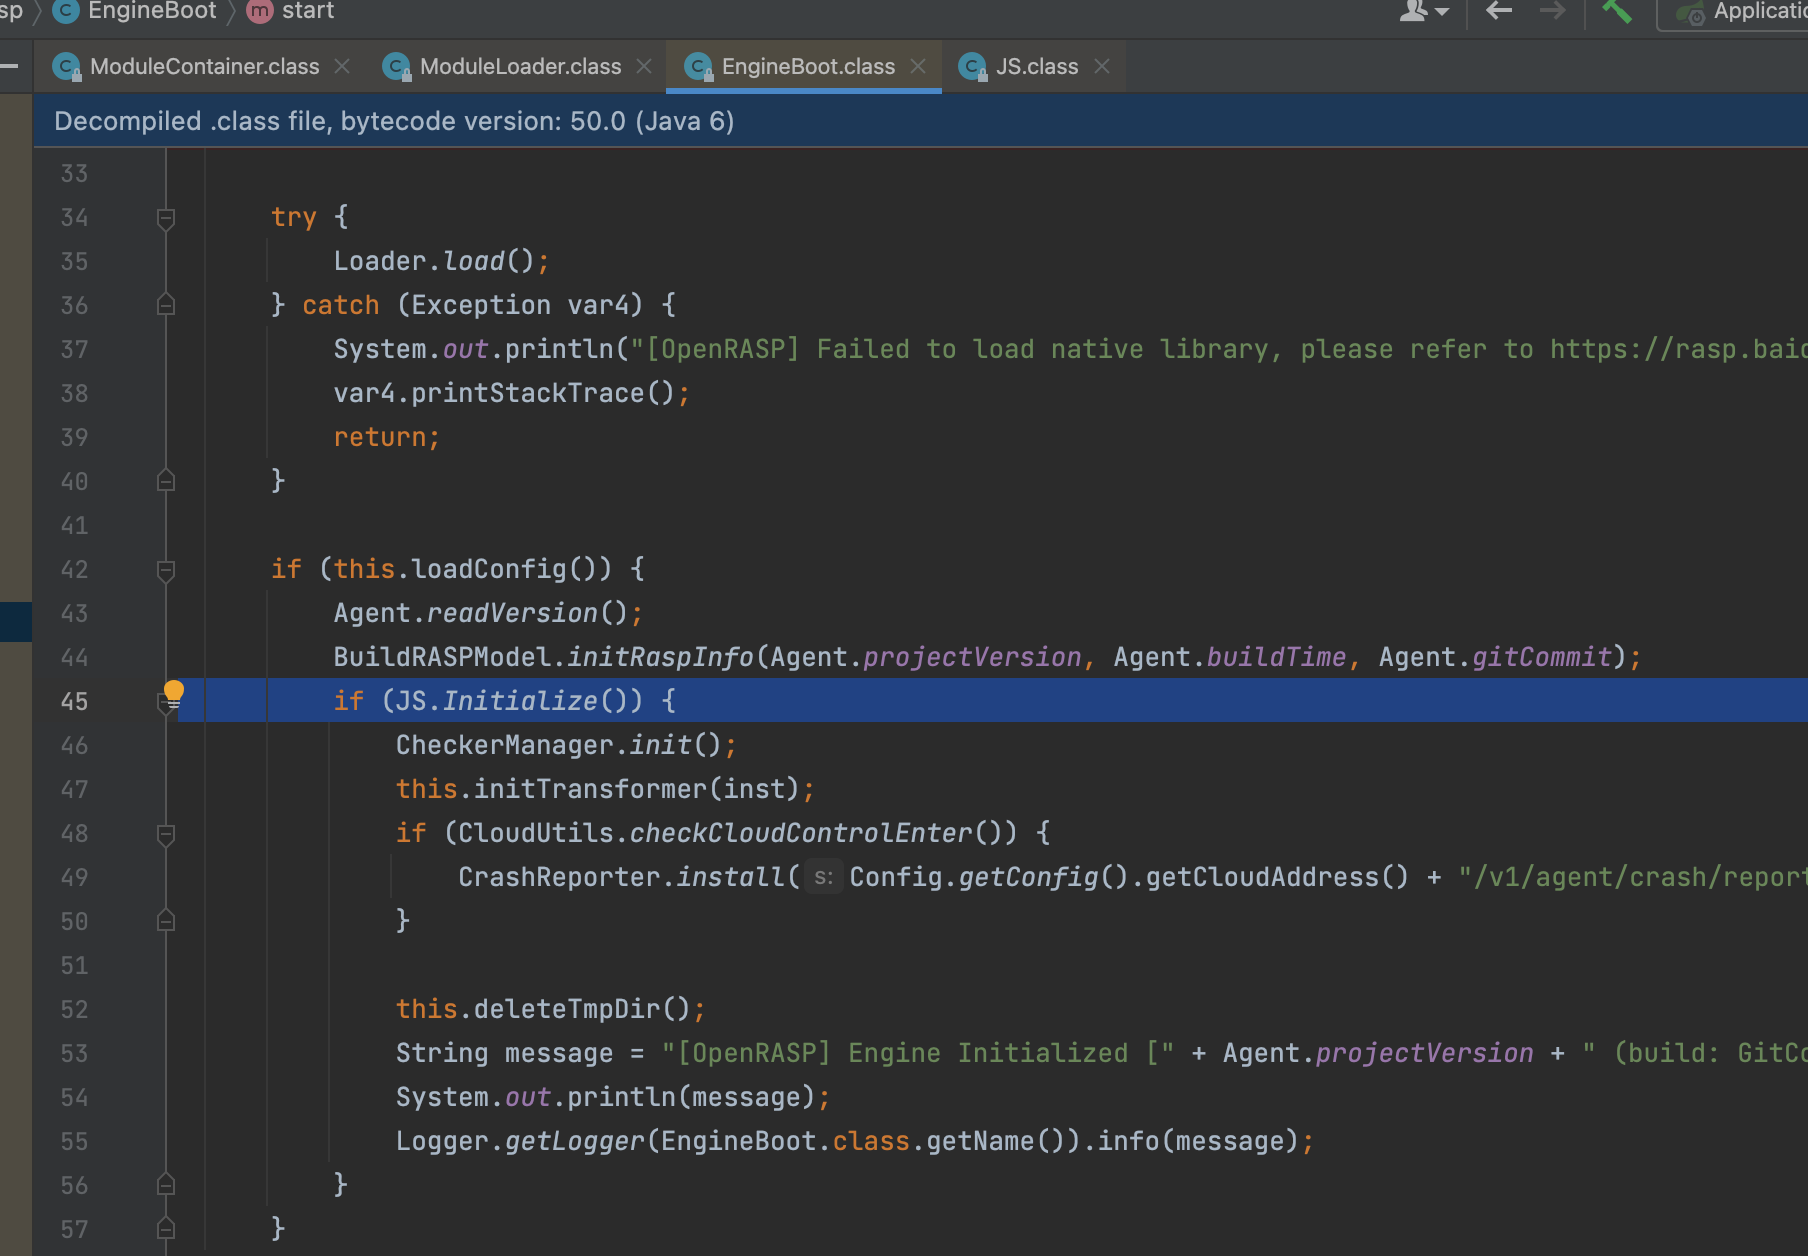 sp EngineBoot m start Applicatio
ModuleContainer.class ModuleLoader.class EngineBoot.class JS.class
Decompiled .class file, bytecode version: 50.0 (Java 6)
33
34 try {
35 Loader.load();
36 } catch (Exception var4) {
37 System.out.println("[OpenRASP] Failed to load native library, please refer to https://rasp.baid
38 var4.printStackTrace();
39 return;
40 }
41
42 if (this.loadConfig()) {
43 Agent.readVersion();
44 BuildRASPModel.initRaspInfo(Agent.projectVersion, Agent.buildTime, Agent.gitCommit);
45 if (JS.Initialize()) {
46 CheckerManager.init();
47 this.initTransformer(inst);
48 if (CloudUtils.checkCloudControlEnter()) {
49 CrashReporter.install( s: Config.getConfig().getCloudAddress() + "/v1/agent/crash/report
50 }
51
52 this.deleteTmpDir();
53 String message = "[OpenRASP] Engine Initialized [" + Agent.projectVersion + " (build: GitCo
54 System.out.println(message);
55 Logger.getLogger(EngineBoot.class.getName()).info(message);
56 }
57 }